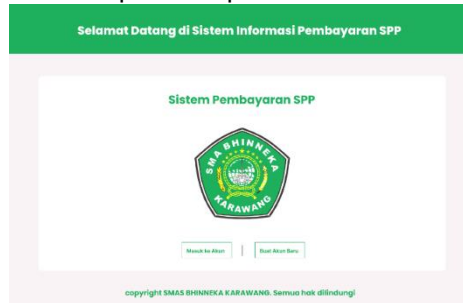 Selamat Datang di Sistem Informasi Pembayaran SPP
Sistem Pembayaran SPP
SMA BHINNEKA
KARAWANG
Masuk ke Akun
Buat Akun Baru
copyright SMAS BHINNEKA KARAWANG. Semua hak dilindungi